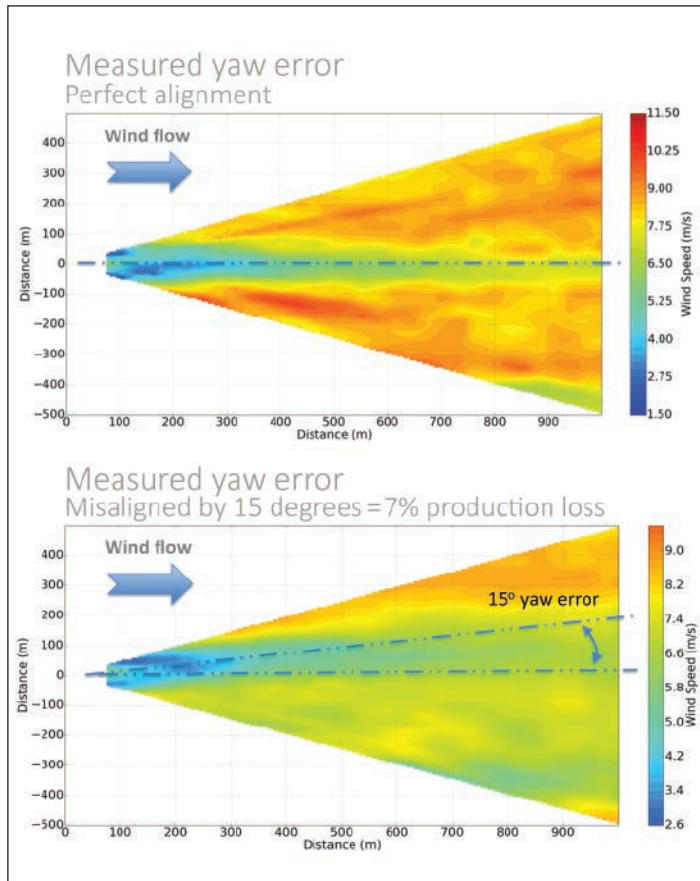 Measured yaw error
Perfect alignment
Wind flow
400
300
200
100
0
−100
−200
−300
−400
−500
0 100 200 300 400 500 600 700 800 900
Distance (m)
Distance (m)
11.50
10.25
9.00
7.75
6.50
5.25
4.00
2.75
1.50
Wind Speed (m/s)
Measured yaw error
Misaligned by 15 degrees = 7% production loss
Wind flow
15º yaw error
400
300
200
100
0
−100
−200
−300
−400
−500
0 100 200 300 400 500 600 700 800 900
Distance (m)
Distance (m)
9.0
8.2
7.4
6.6
5.8
5.0
4.2
3.4
2.6
Wind Speed (m/s)